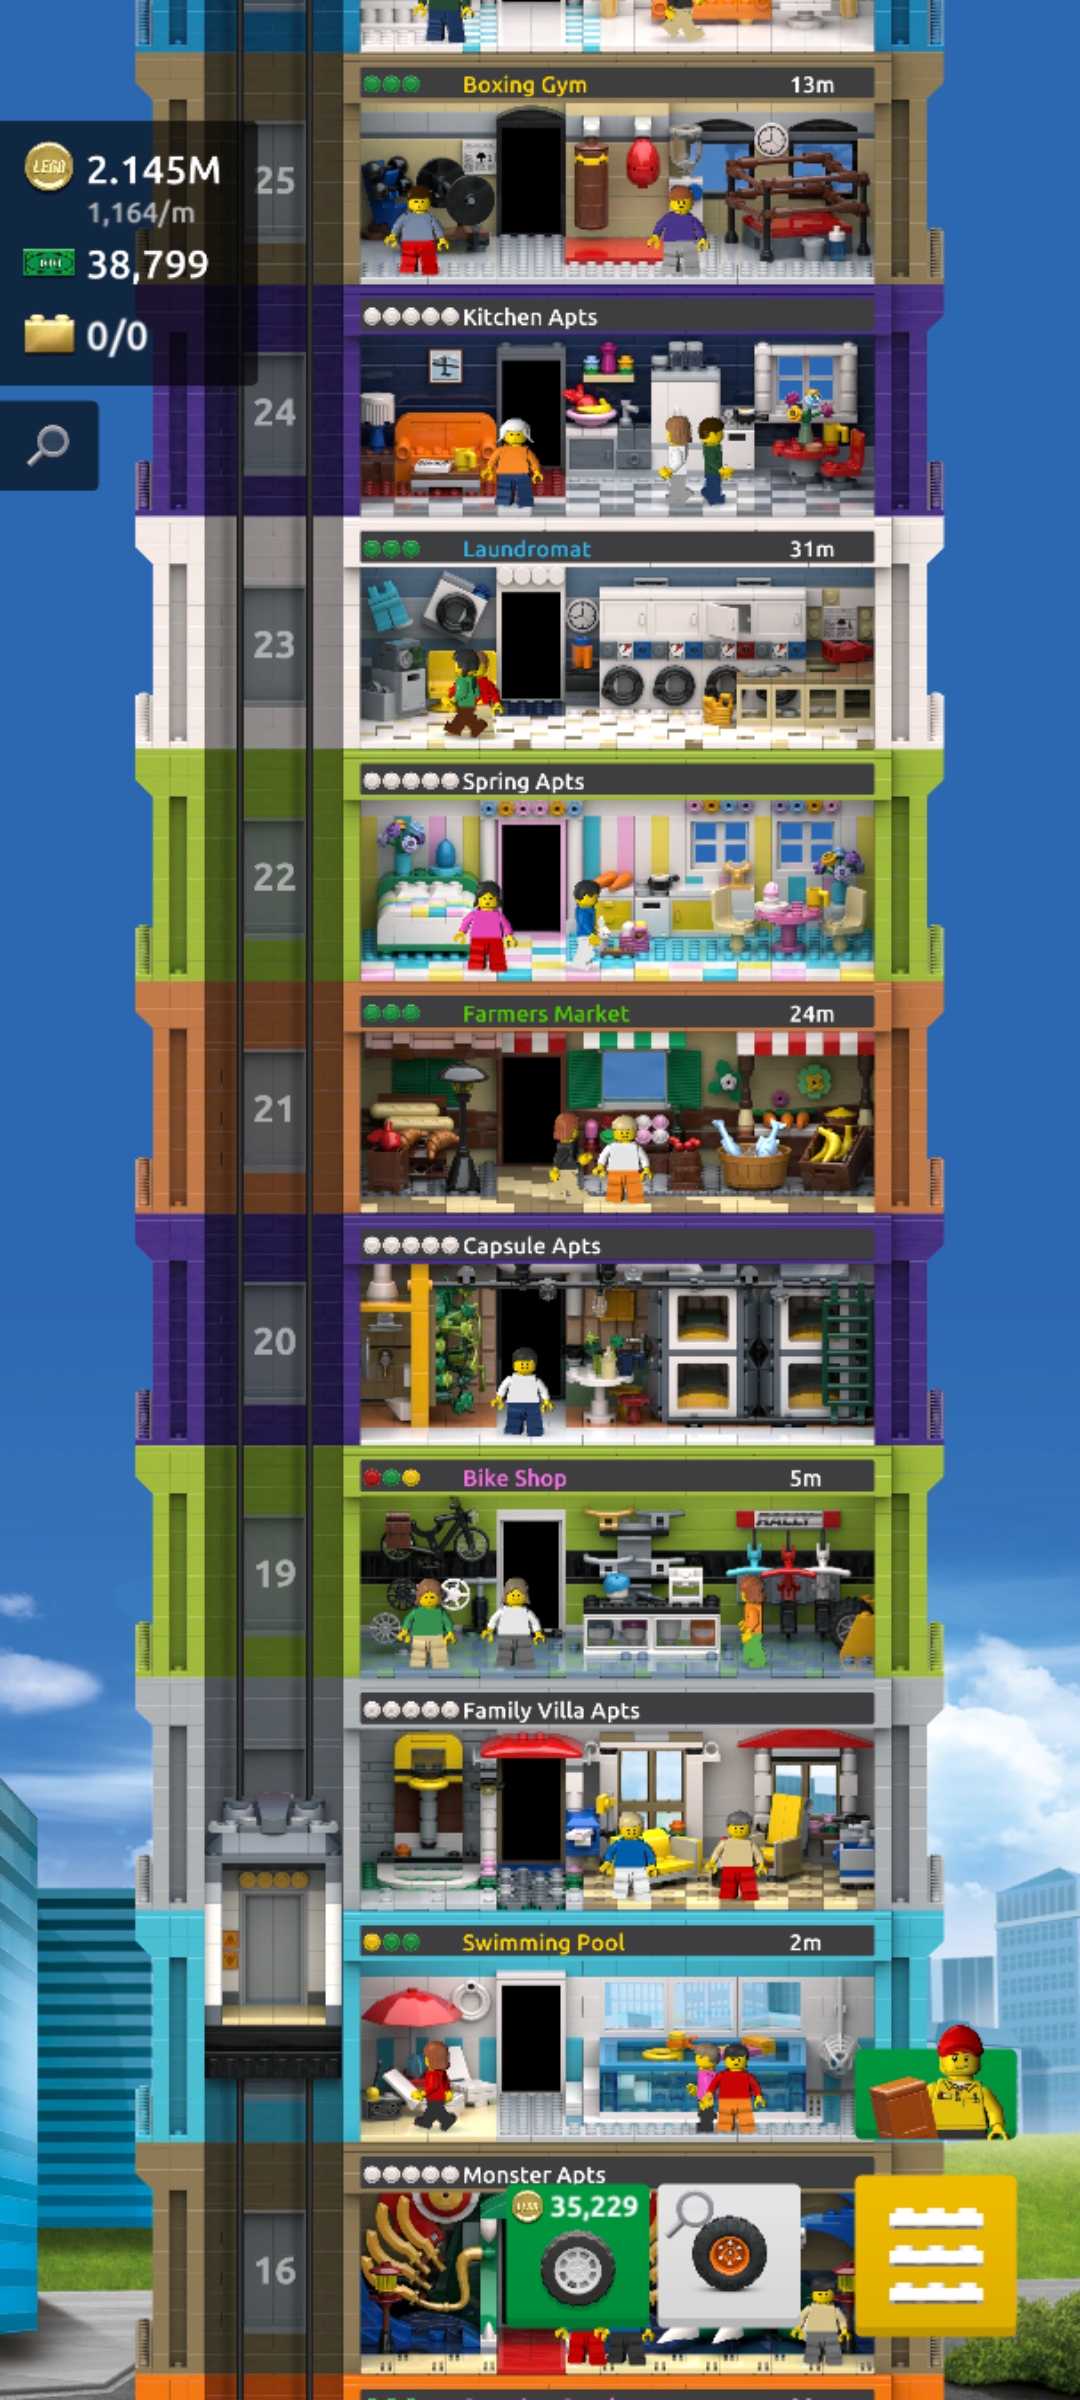 Boxing Gym 13m
LEGO 2.145M
25
1,164/m
38,799
0/0
Kitchen Apts
24
Laundromat 31m
23
Spring Apts
22
Farmers Market 24m
21
Capsule Apts
20
Bike Shop 5m
RALLY
19
Family Villa Apts
Swimming Pool 2m
Monster Apts
35,229
16